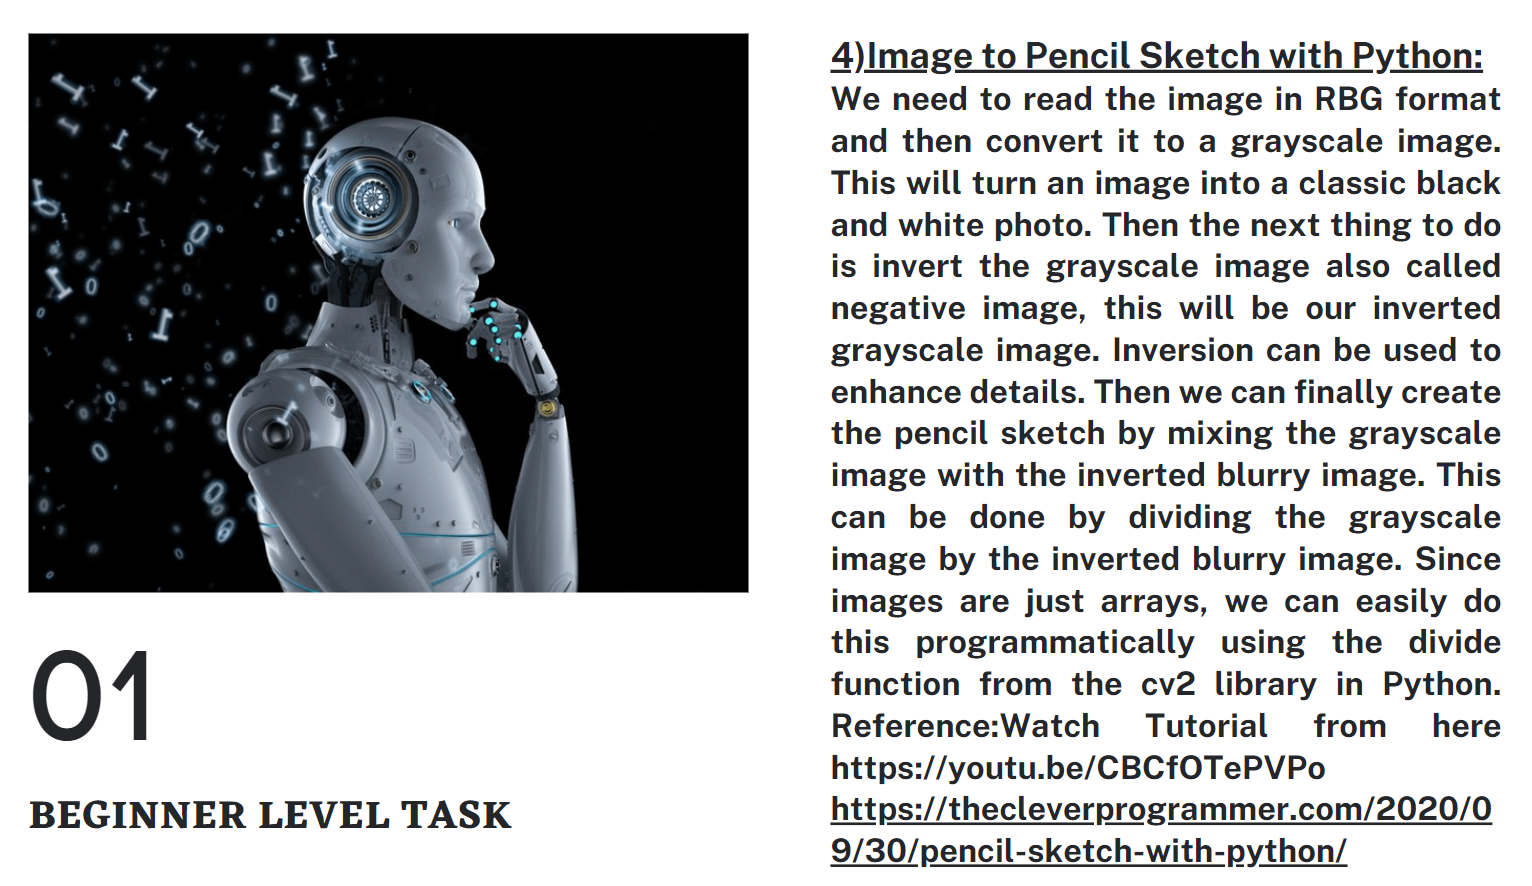 01
BEGINNER LEVEL TASK
4)Image to Pencil Sketch with Python:
We need to read the image in RBG format
and then convert it to a grayscale image.
This will turn an image into a classic black
and white photo. Then the next thing to do
is invert the grayscale image also called
negative image, this will be our inverted
grayscale image. Inversion can be used to
enhance details. Then we can finally create
the pencil sketch by mixing the grayscale
image with the inverted blurry image. This
can be done by dividing the grayscale
image by the inverted blurry image. Since
images are just arrays, we can easily do
this programmatically using the divide
function from the cv2 library in Python.
Reference:Watch Tutorial from here
https://youtu.be/CBCfOTePVPo
https://thecleverprogrammer.com/2020/0
9/30/pencil-sketch-with-python/